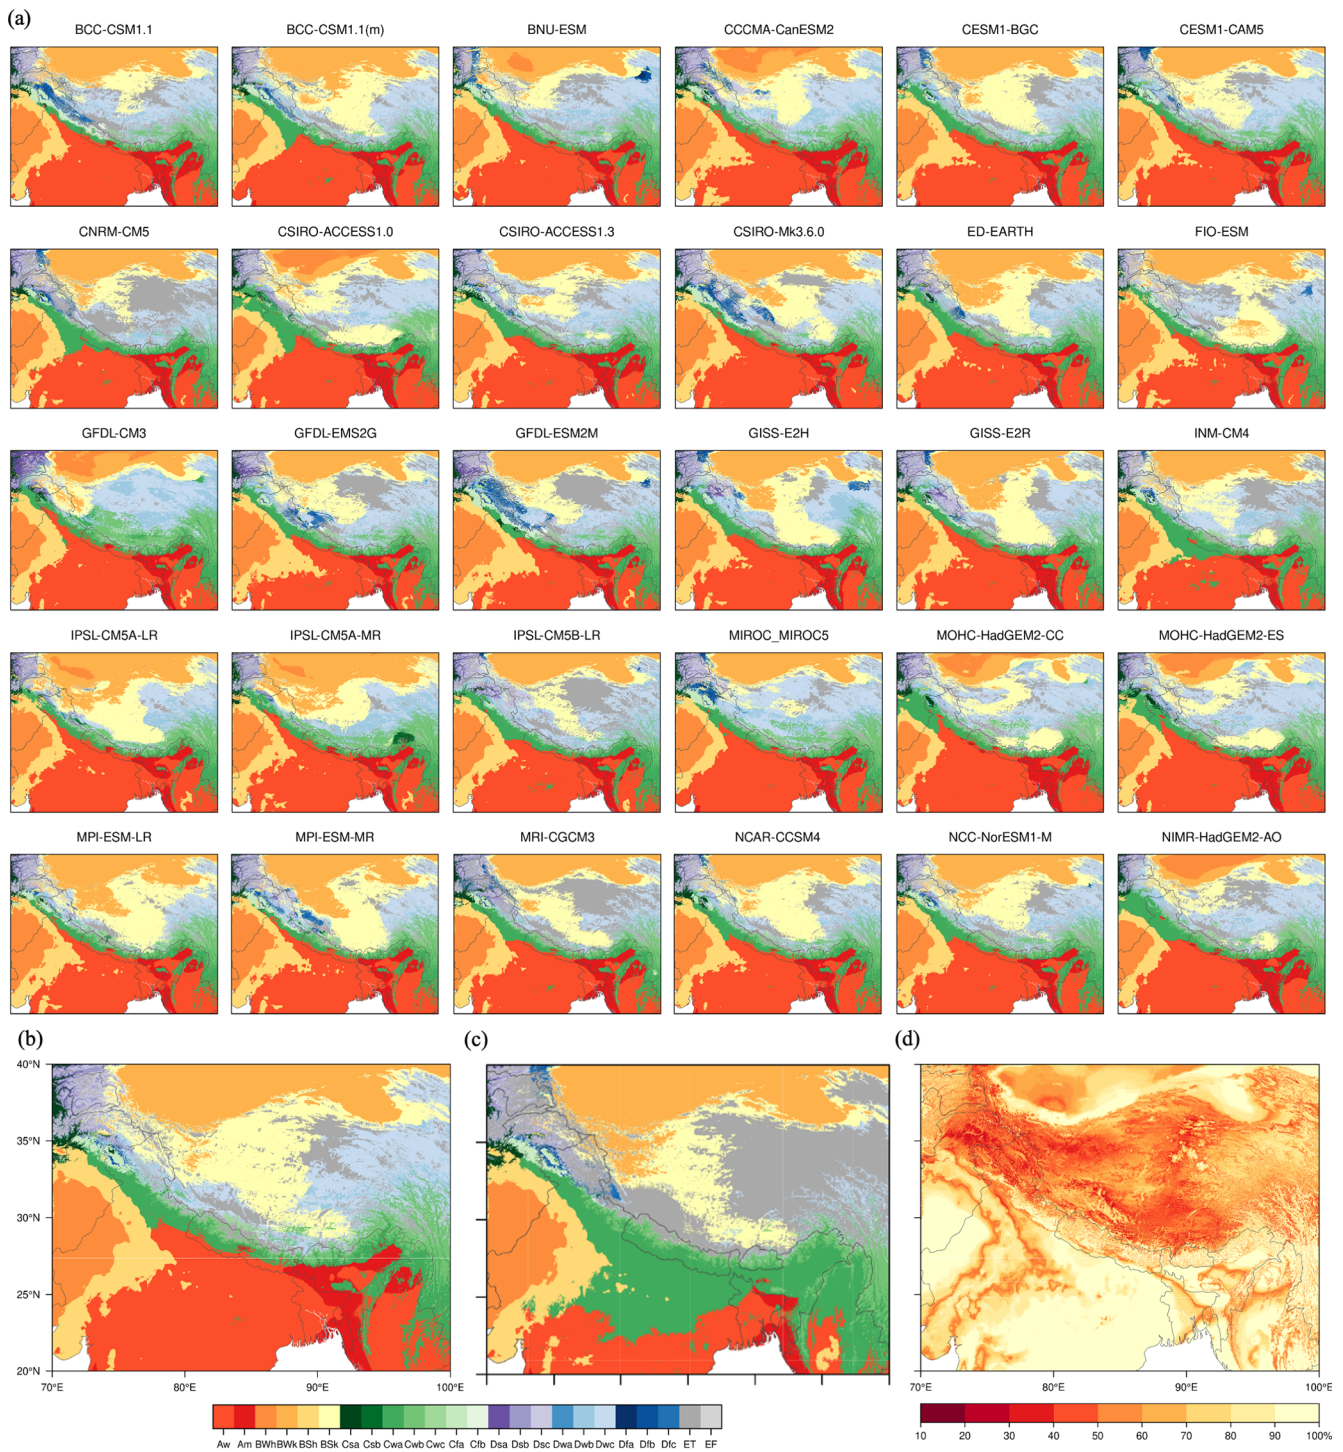 (a)
BCC-CSM1.1 BCC-CSM1.1(m) BNU-ESM CCCMA-CanESM2 CESM1-BGC CESM1-CAM5
CNRM-CM5 CSIRO-ACCESS1.0 CSIRO-ACCESS1.3 CSIRO-Mk3.6.0 ED-EARTH FIO-ESM
GFDL-CM3 GFDL-EMS2G GFDL-ESM2M GISS-E2H GISS-E2R INM-CM4
IPSL-CM5A-LR IPSL-CM5A-MR IPSL-CM5B-LR MIROC_MIROC5 MOHC-HadGEM2-CC MOHC-HadGEM2-ES
MPI-ESM-LR MPI-ESM-MR MRI-CGCM3 NCAR-CCSM4 NCC-NorESM1-M NIMR-HadGEM2-AO
(b) (c) (d)
40°N
35°N
30°N
25°N
20°N
70°E 80°E 90°E 100°E 70°E 80°E 90°E 100°E
Aw Am BWh BWk BSh BSk Csa Csb Cwa Cwb Cwc Cfa Cfb Dsa Dsb Dsc Dwa Dwb Dwc Dfa Dfb Dfc ET EF
10 20 30 40 50 60 70 80 90 100%